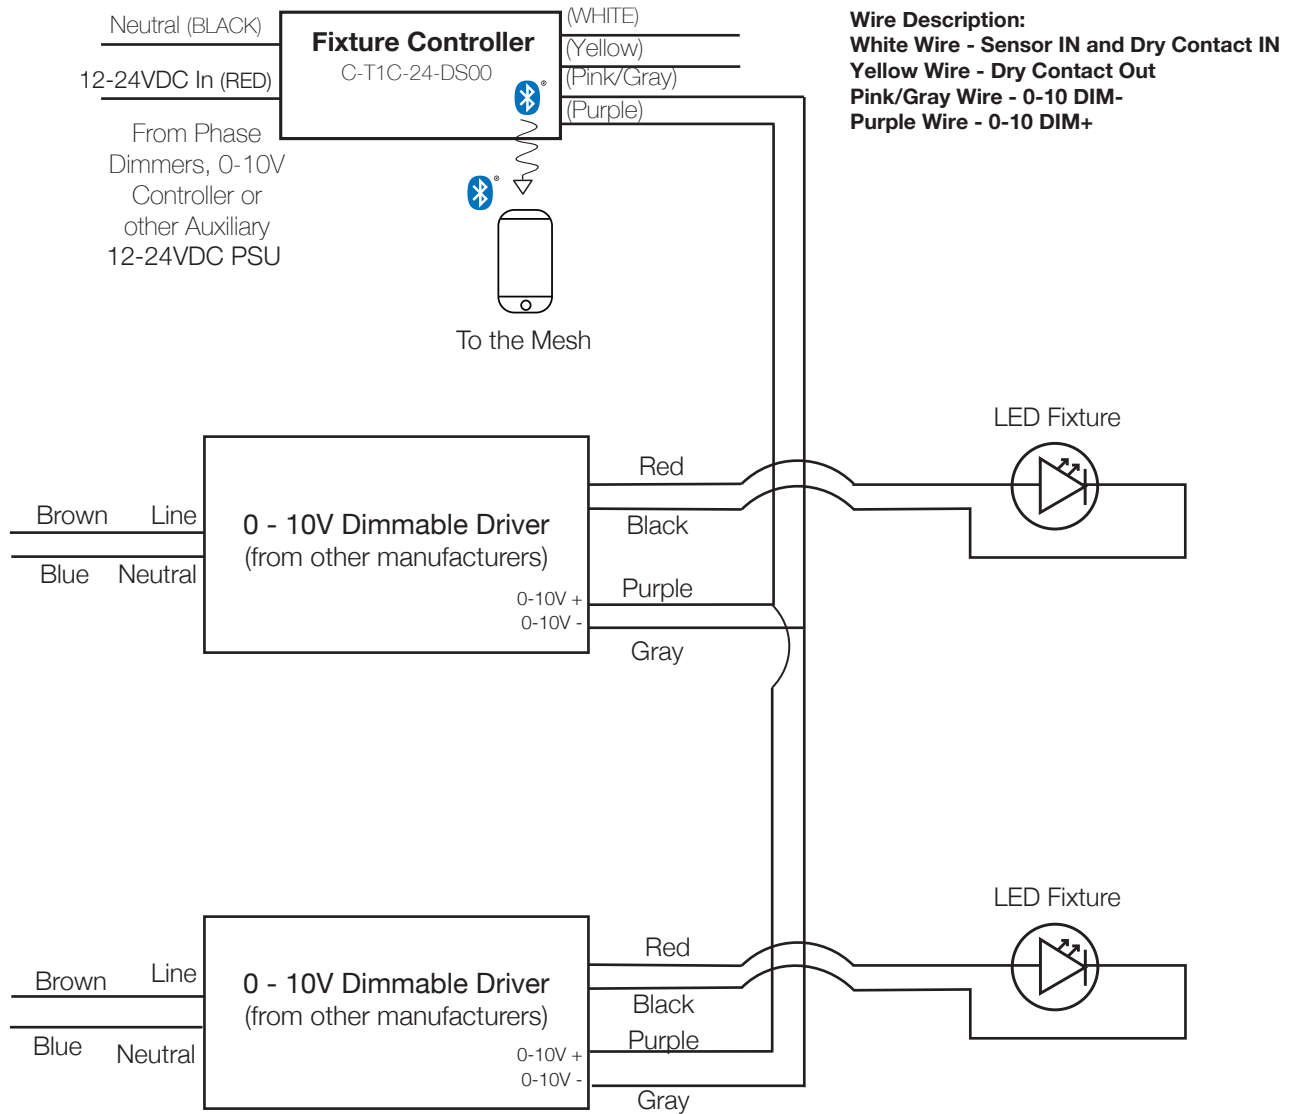 Neutral (BLACK)
12-24VDC In (RED)
From Phase
Dimmers, 0-10V
Controller or
other Auxiliary
12-24VDC PSU
Fixture Controller
C-T1C-24-DS00
(WHITE)
(Yellow)
(Pink/Gray)
(Purple)
Wire Description:
White Wire - Sensor IN and Dry Contact IN
Yellow Wire - Dry Contact Out
Pink/Gray Wire - 0-10 DIM-
Purple Wire - 0-10 DIM+
®
®
To the Mesh
LED Fixture
Brown Line
Blue Neutral
0 - 10V Dimmable Driver
(from other manufacturers)
0-10V +
0-10V -
Red
Black
Purple
Gray
LED Fixture
Brown Line
Blue Neutral
0 - 10V Dimmable Driver
(from other manufacturers)
0-10V +
0-10V -
Red
Black
Purple
Gray